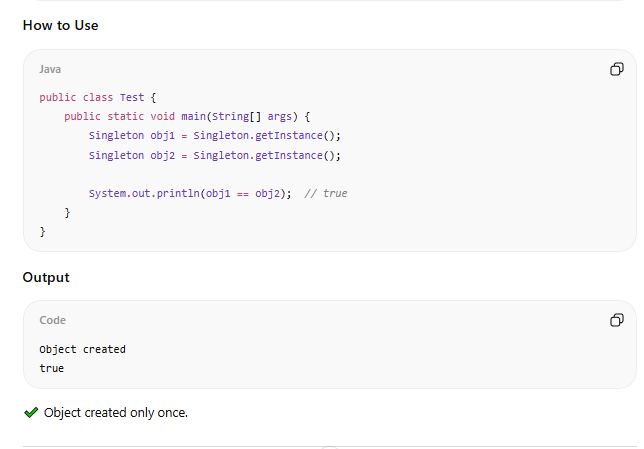 How to Use
Java
public class Test {
    public static void main(String[] args) {
        Singleton obj1 = Singleton.getInstance();
        Singleton obj2 = Singleton.getInstance();
        System.out.println(obj1 == obj2);  // true
    }
}
Output
Code
Object created
true
✔ Object created only once.